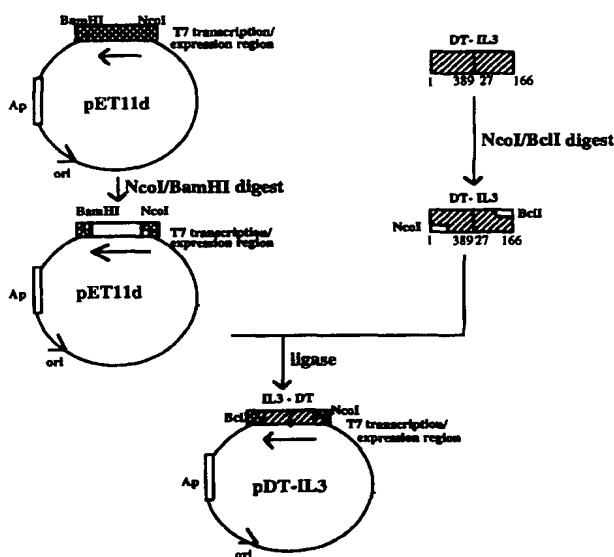 BamHI NcoI
T7 transcription/
expression region
Ap
pET11d
ori
NcoI/BamHI digest
BamHI NcoI
T7 transcription/
expression region
Ap
pET11d
ori
DT-IL3
1 389 27 166
NcoI/BclI digest
DT-IL3
BclI
NcoI
1 389 27 166
ligase
IL3 - DT
BclI NcoI
T7 transcription/
expression region
Ap
pDT-IL3
ori